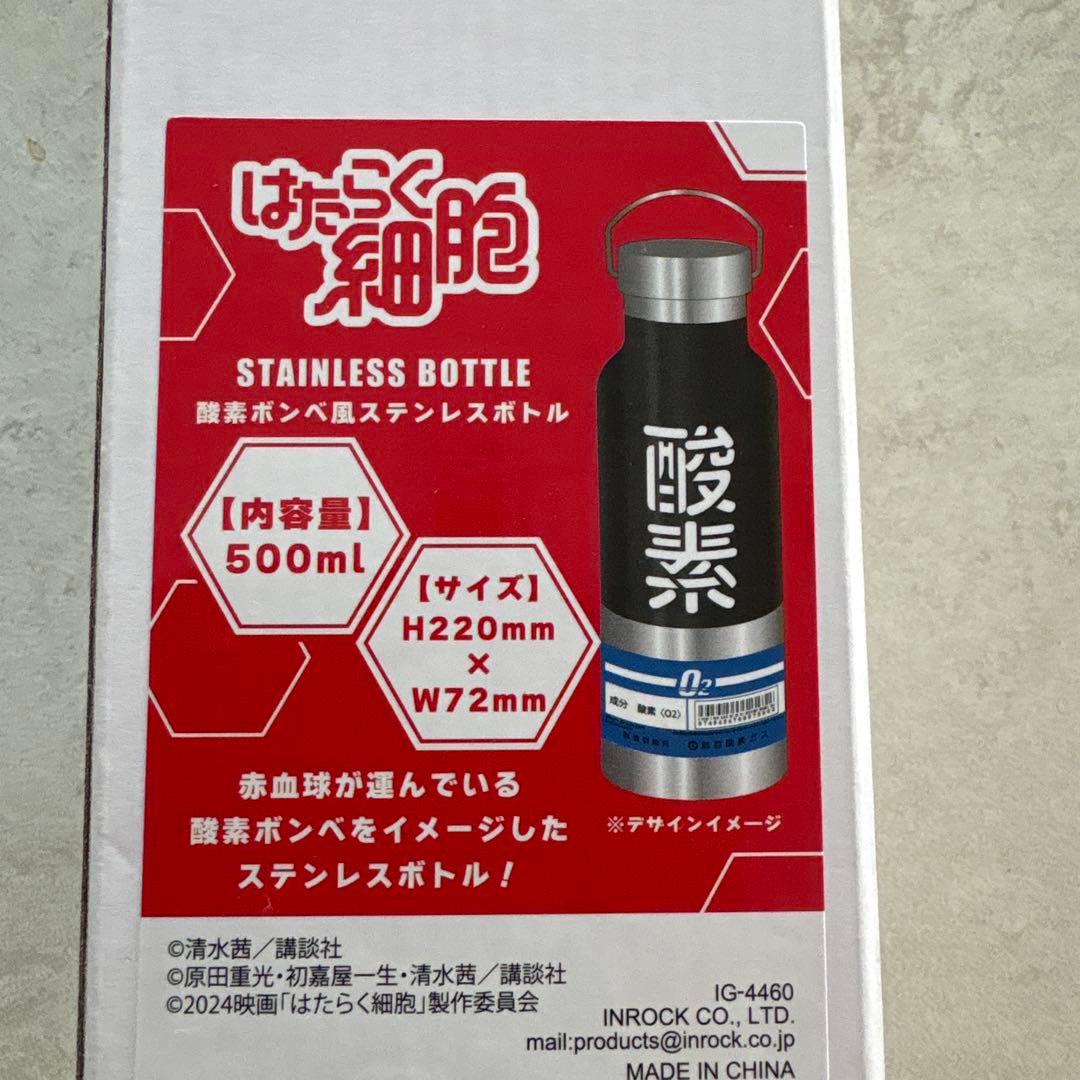 はたらく
細胞
STAINLESS BOTTLE
酸素ボンベ風ステンレスボトル
【内容量】
500ml
【サイズ】
H220mm
×
W72mm
酸素
O2
成分 酸素〈O2〉
赤血球が運んでいる
酸素ボンベをイメージした
ステンレスボトル!
※デザインイメージ
©清水茜／講談社
©原田重光・初嘉屋一生・清水茜／講談社
©2024映画「はたらく細胞」製作委員会
IG-4460
INROCK CO., LTD.
mail:products@inrock.co.jp
MADE IN CHINA